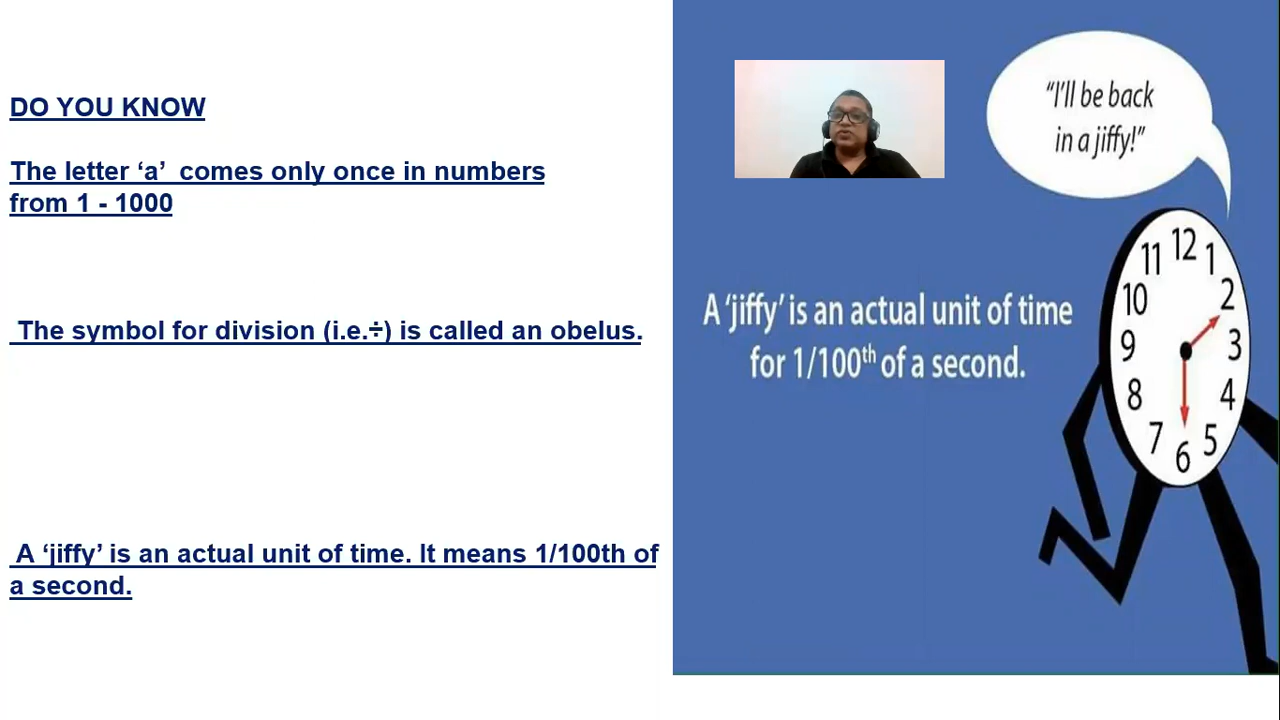 DO YOU KNOW
The letter ‘a’  comes only once in numbers
from 1 - 1000
The symbol for division (i.e.÷) is called an obelus.
A ‘jiffy’ is an actual unit of time. It means 1/100th of
a second.
“I’ll be back
in a jiffy!”
A ‘jiffy’ is an actual unit of time
for 1/100th of a second.
12
11
1
10
2
9
3
8
4
7
5
6